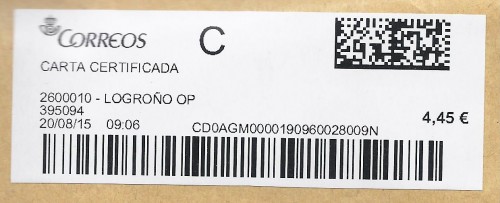 CORREOS C
CARTA CERTIFICADA
2600010 - LOGROÑO OP
395094 4,45 €
20/08/15 09:06 CD0AGM0000190960028009N